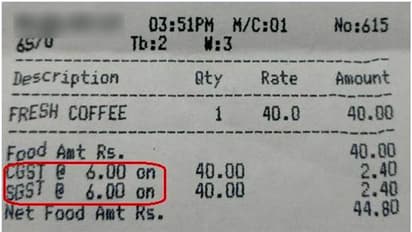 03:51PM M/C:01 No:615
65/0 Tb:2 W:3
Description Qty Rate Amount
FRESH COFFEE 1 40.0 40.00
Food Amt Rs. 40.00
CGST @ 6.00 on 40.00 2.40
SGST @ 6.00 on 40.00 2.40
Net Food Amt Rs. 44.80